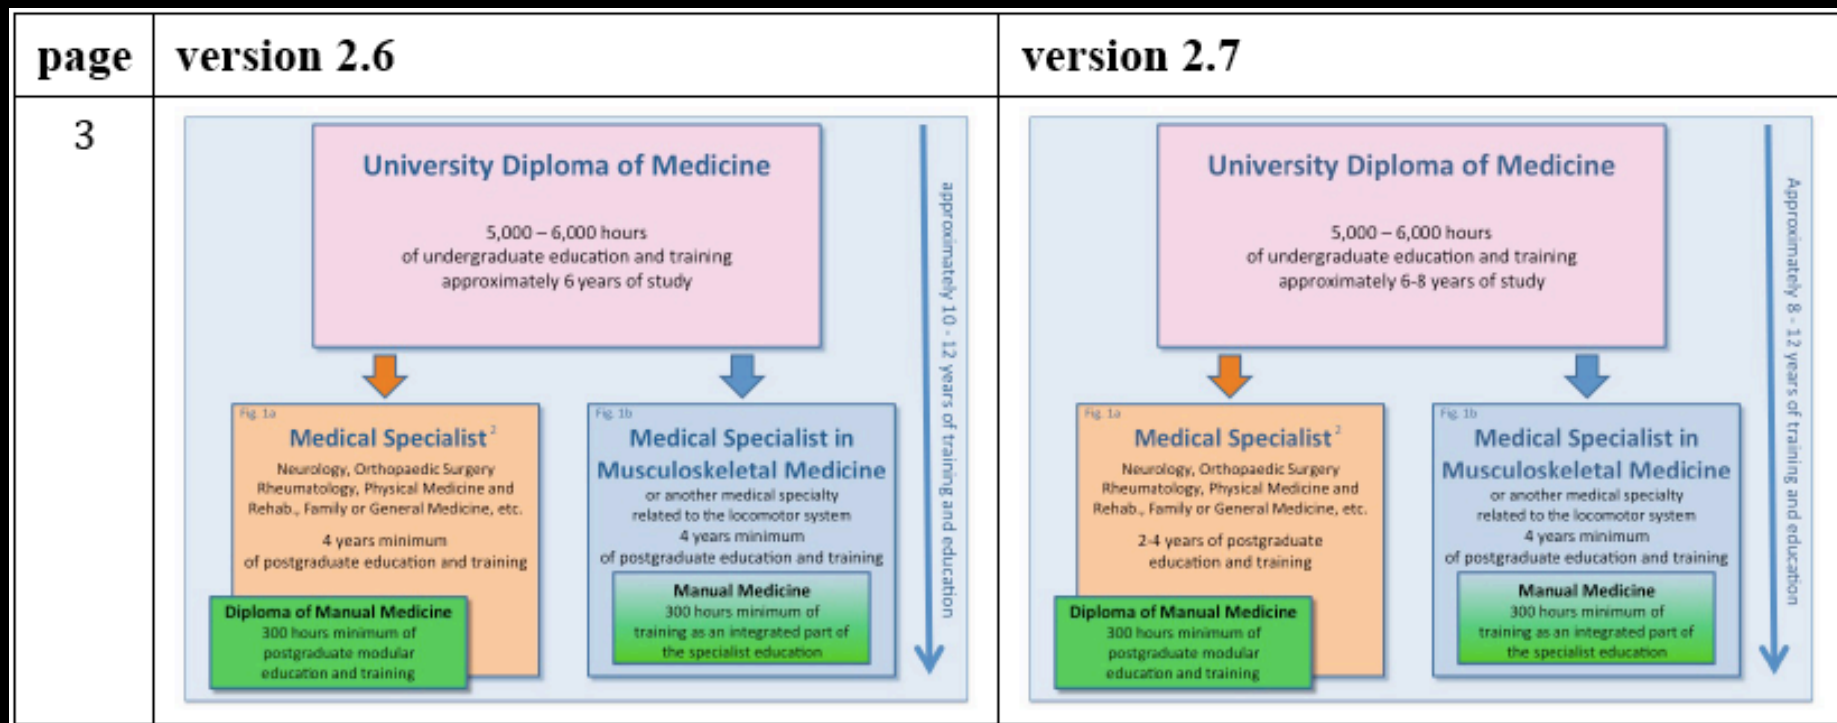 page
version 2.6
version 2.7
3
University Diploma of Medicine
5,000 – 6,000 hours
of undergraduate education and training
approximately 6 years of study
approximately 10 - 12 years of training and education
Fig. 1a
Medical Specialist2
Neurology, Orthopaedic Surgery
Rheumatology, Physical Medicine and
Rehab., Family or General Medicine, etc.
4 years minimum
of postgraduate education and training
Diploma of Manual Medicine
300 hours minimum of
postgraduate modular
education and training
Fig. 1b
Medical Specialist in
Musculoskeletal Medicine
or another medical specialty
related to the locomotor system
4 years minimum
of postgraduate education and training
Manual Medicine
300 hours minimum of
training as an integrated part of
the specialist education
University Diploma of Medicine
5,000 – 6,000 hours
of undergraduate education and training
approximately 6-8 years of study
Approximately 8 - 12 years of training and education
Fig. 1a
Medical Specialist2
Neurology, Orthopaedic Surgery
Rheumatology, Physical Medicine and
Rehab., Family or General Medicine, etc.
2-4 years of postgraduate
education and training
Diploma of Manual Medicine
300 hours minimum of
postgraduate modular
education and training
Fig. 1b
Medical Specialist in
Musculoskeletal Medicine
or another medical specialty
related to the locomotor system
4 years minimum
of postgraduate education and training
Manual Medicine
300 hours minimum of
training as an integrated part of
the specialist education